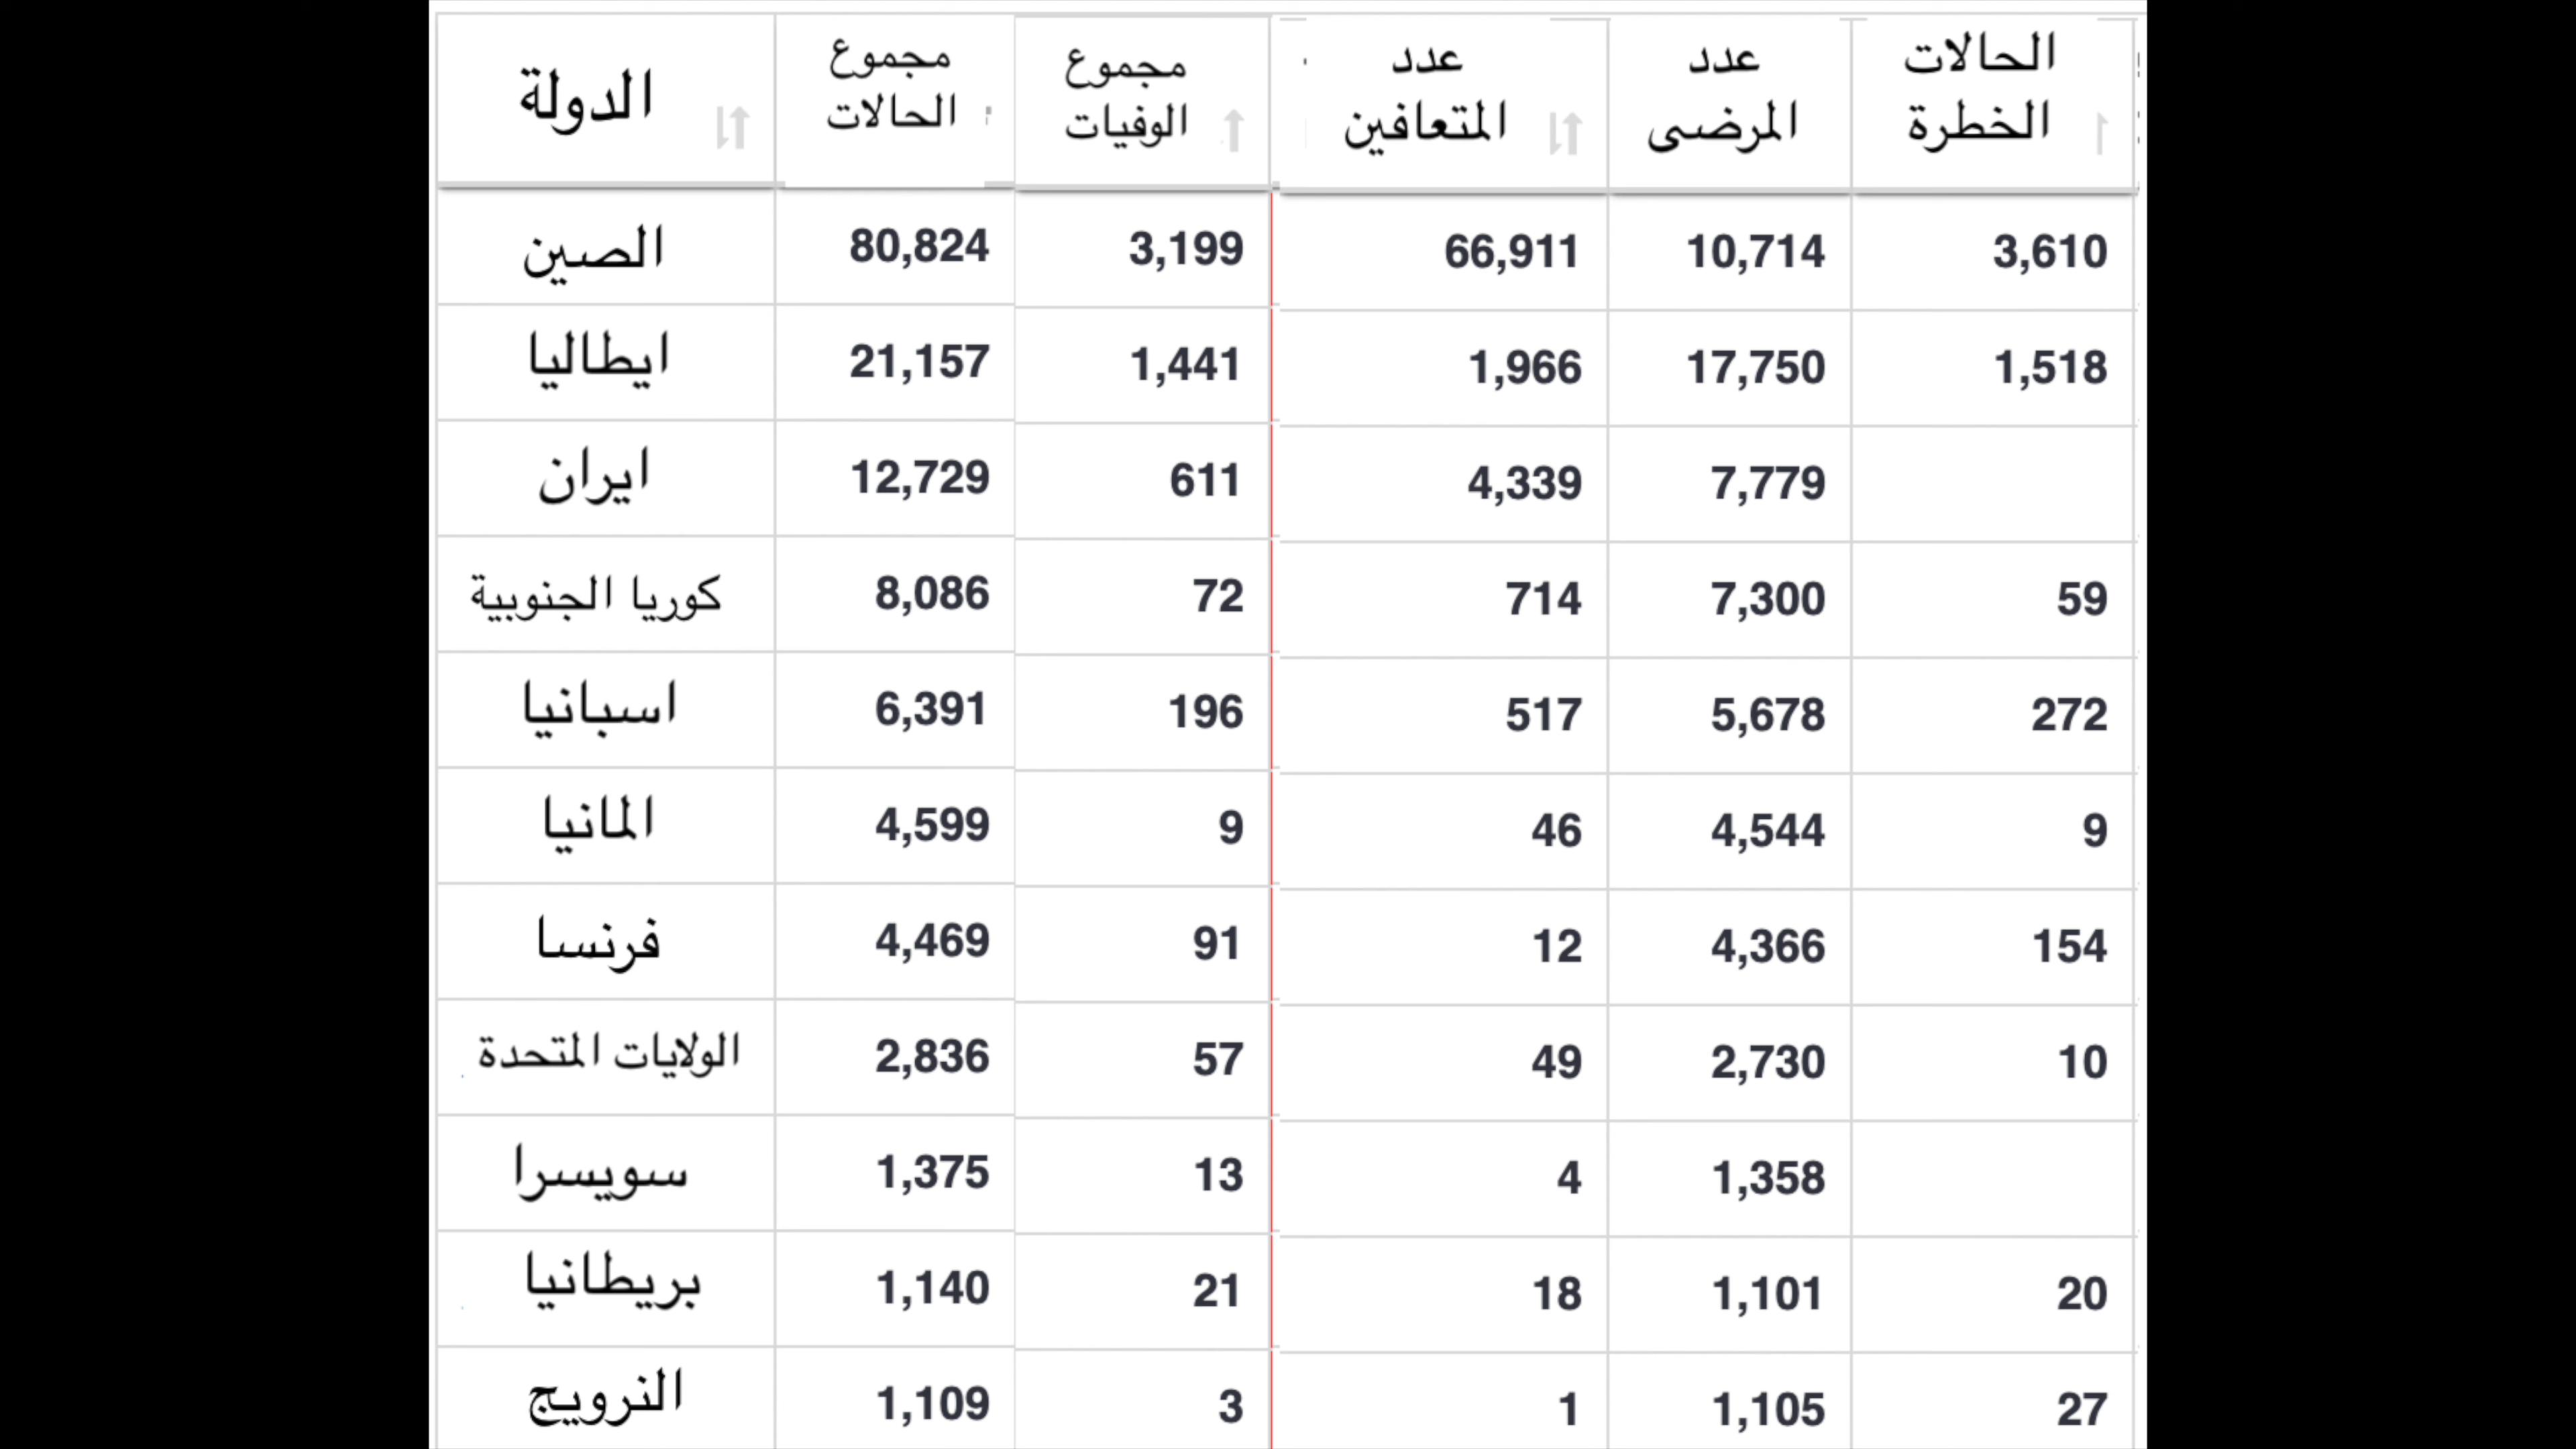 الدولة	مجموع الحالات	مجموع الوفيات	عدد المتعافين	عدد المرضى	الحالات الخطرة
الصين	80,824	3,199	66,911	10,714	3,610
ايطاليا	21,157	1,441	1,966	17,750	1,518
ايران	12,729	611	4,339	7,779
كوريا الجنوبية	8,086	72	714	7,300	59
اسبانيا	6,391	196	517	5,678	272
المانيا	4,599	9	46	4,544	9
فرنسا	4,469	91	12	4,366	154
الولايات المتحدة	2,836	57	49	2,730	10
سويسرا	1,375	13	4	1,358
بريطانيا	1,140	21	18	1,101	20
النرويج	1,109	3	1	1,105	27